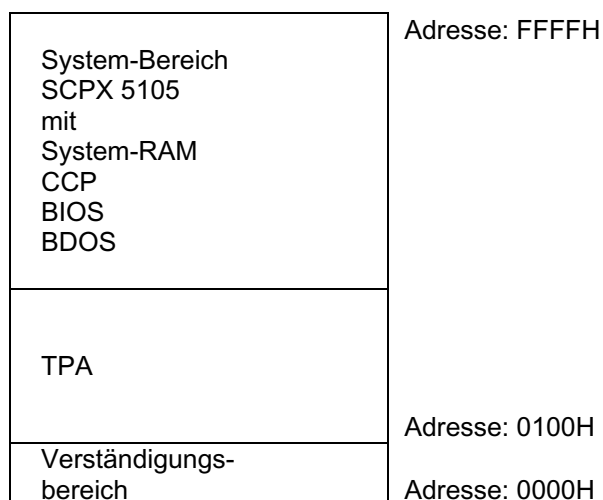 Adresse: FFFFH
System-Bereich
SCPX 5105
mit
System-RAM
CCP
BIOS
BDOS
TPA
Adresse: 0100H
Verständigungs-
bereich
Adresse: 0000H